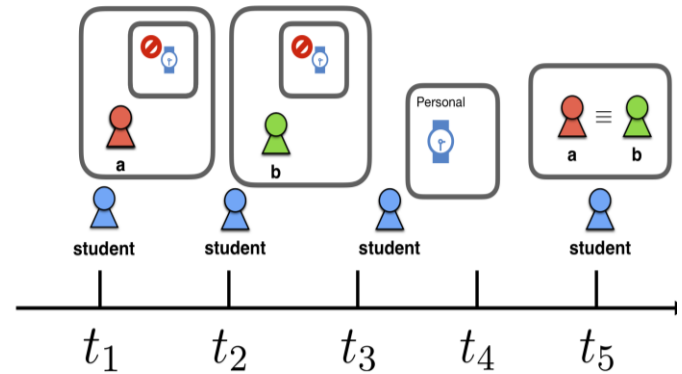 a
b
Personal
a ≡ b
student
student
student
student
t₁ t₂ t₃ t₄ t₅